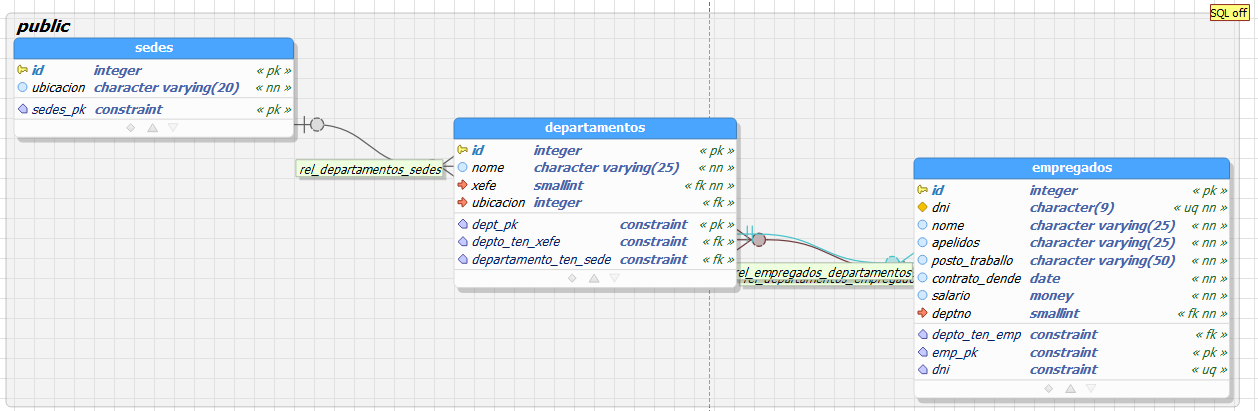 SQL off
public
sedes
id integer « pk »
ubicacion character varying(20) « nn »
sedes_pk constraint « pk »
rel_departamentos_sedes
departamentos
id integer « pk »
nome character varying(25) « nn »
xefe smallint « fk nn »
ubicacion integer « fk »
dept_pk constraint « pk »
depto_ten_xefe constraint « fk »
departamento_ten_sede constraint « fk »
rel_empregados_departamentos
rel_departamentos_empregad
empregados
id integer « pk »
dni character(9) « uq nn »
nome character varying(25) « nn »
apelidos character varying(25) « nn »
posto_traballo character varying(50) « nn »
contrato_dende date « nn »
salario money « nn »
deptno smallint « fk nn »
depto_ten_emp constraint « fk »
emp_pk constraint « pk »
dni constraint « uq »